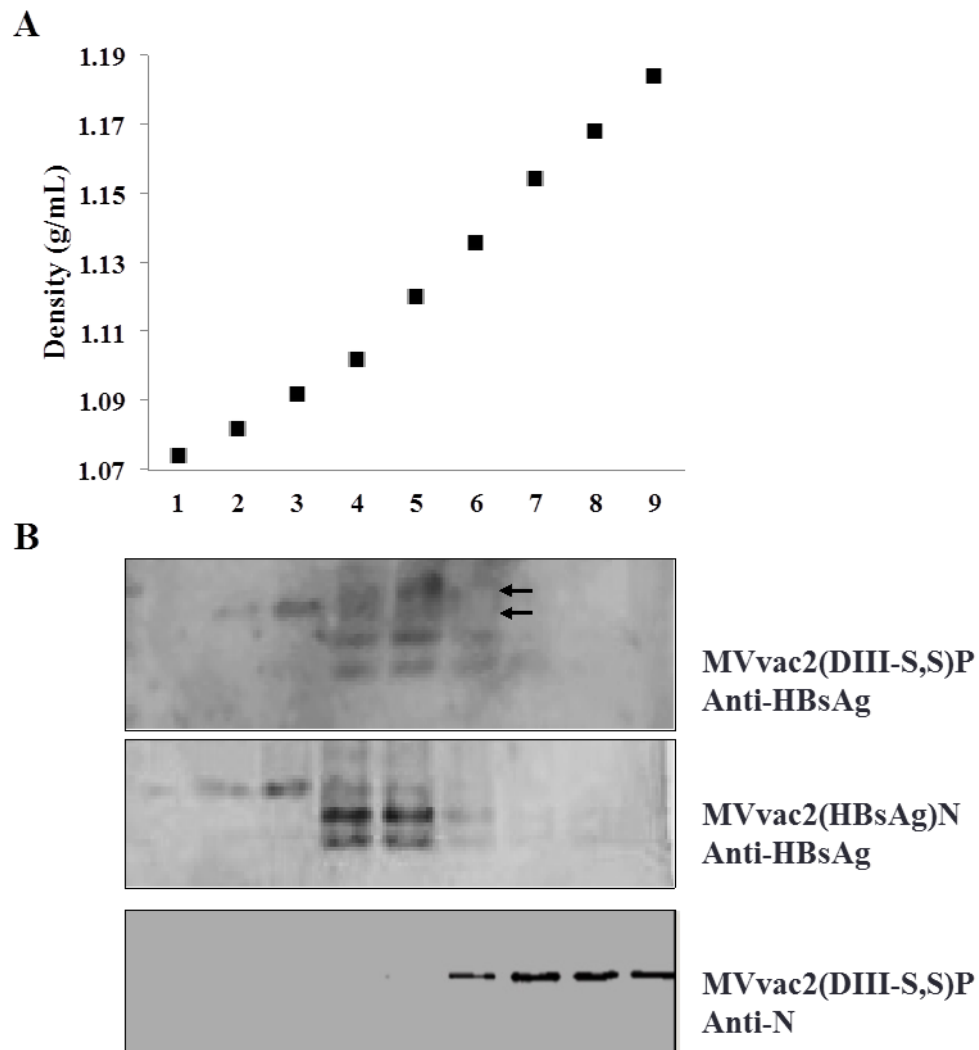 A
1.19
1.17
1.15
1.13
1.11
1.09
1.07
Density (g/mL)
1 2 3 4 5 6 7 8 9
B
MVvac2(DIII-S,S)P
Anti-HBsAg
MVvac2(HBsAg)N
Anti-HBsAg
MVvac2(DIII-S,S)P
Anti-N